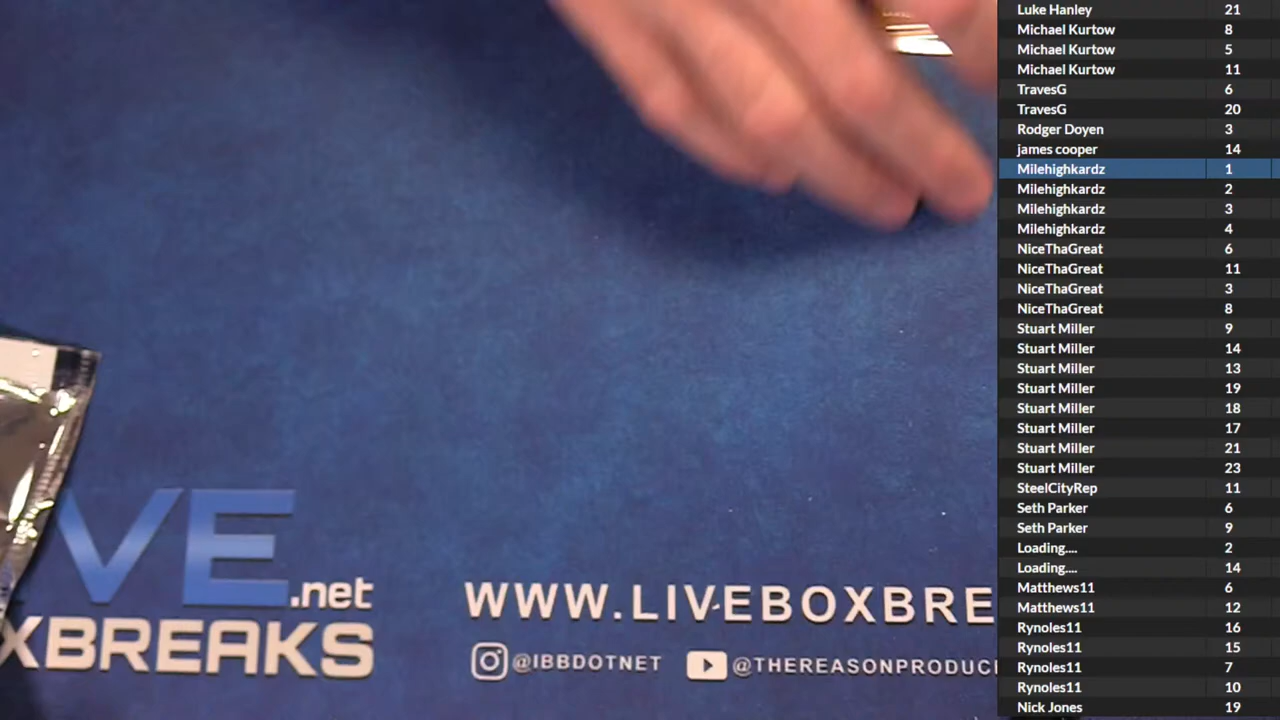 Luke Hanley 21
Michael Kurtow 8
Michael Kurtow 5
Michael Kurtow 11
TravesG 6
TravesG 20
Rodger Doyen 3
james cooper 14
Milehighkardz 1
Milehighkardz 2
Milehighkardz 3
Milehighkardz 4
NiceThaGreat 6
NiceThaGreat 11
NiceThaGreat 3
NiceThaGreat 8
Stuart Miller 9
Stuart Miller 14
Stuart Miller 13
Stuart Miller 19
Stuart Miller 18
Stuart Miller 17
Stuart Miller 21
Stuart Miller 23
SteelCityRep 11
Seth Parker 6
Seth Parker 9
Loading.... 2
Loading.... 14
Matthews11 6
Matthews11 12
Rynoles11 16
Rynoles11 15
Rynoles11 7
Rynoles11 10
Nick Jones 19
VE.net
XBREAKS
WWW.LIVEBOXBRE
@IBBDOTNET @THEREASONPRODUC